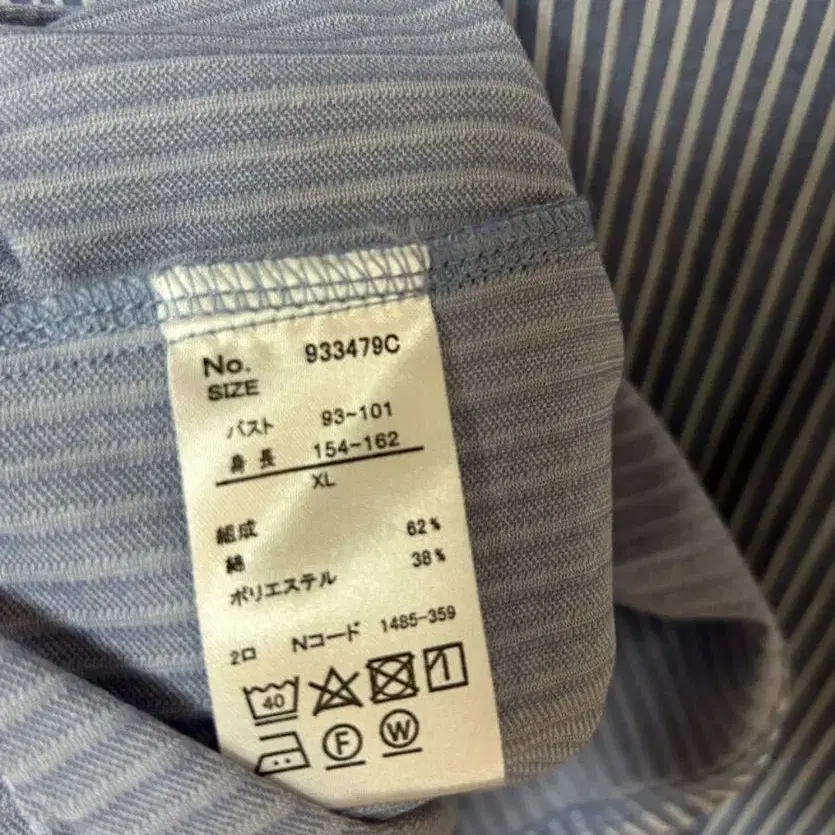 No. 933479C
SIZE
バスト 93~101
身長 154~162
XL
組成
綿 62%
ポリエステル 38%
2口 Nコード 1485-359
40
F W